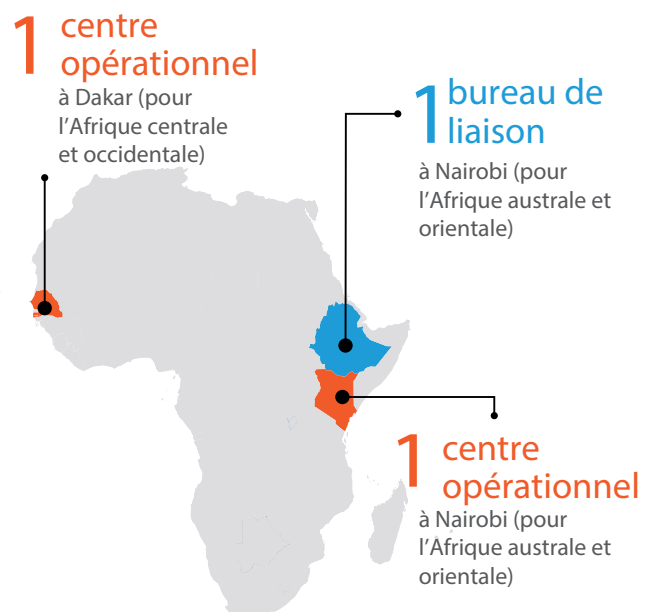 1 centre
opérationnel
à Dakar (pour
l'Afrique centrale
et occidentale)
1 bureau de
liaison
à Nairobi (pour
l'Afrique australe et
orientale)
1 centre
opérationnel
à Nairobi (pour
l'Afrique australe et
orientale)